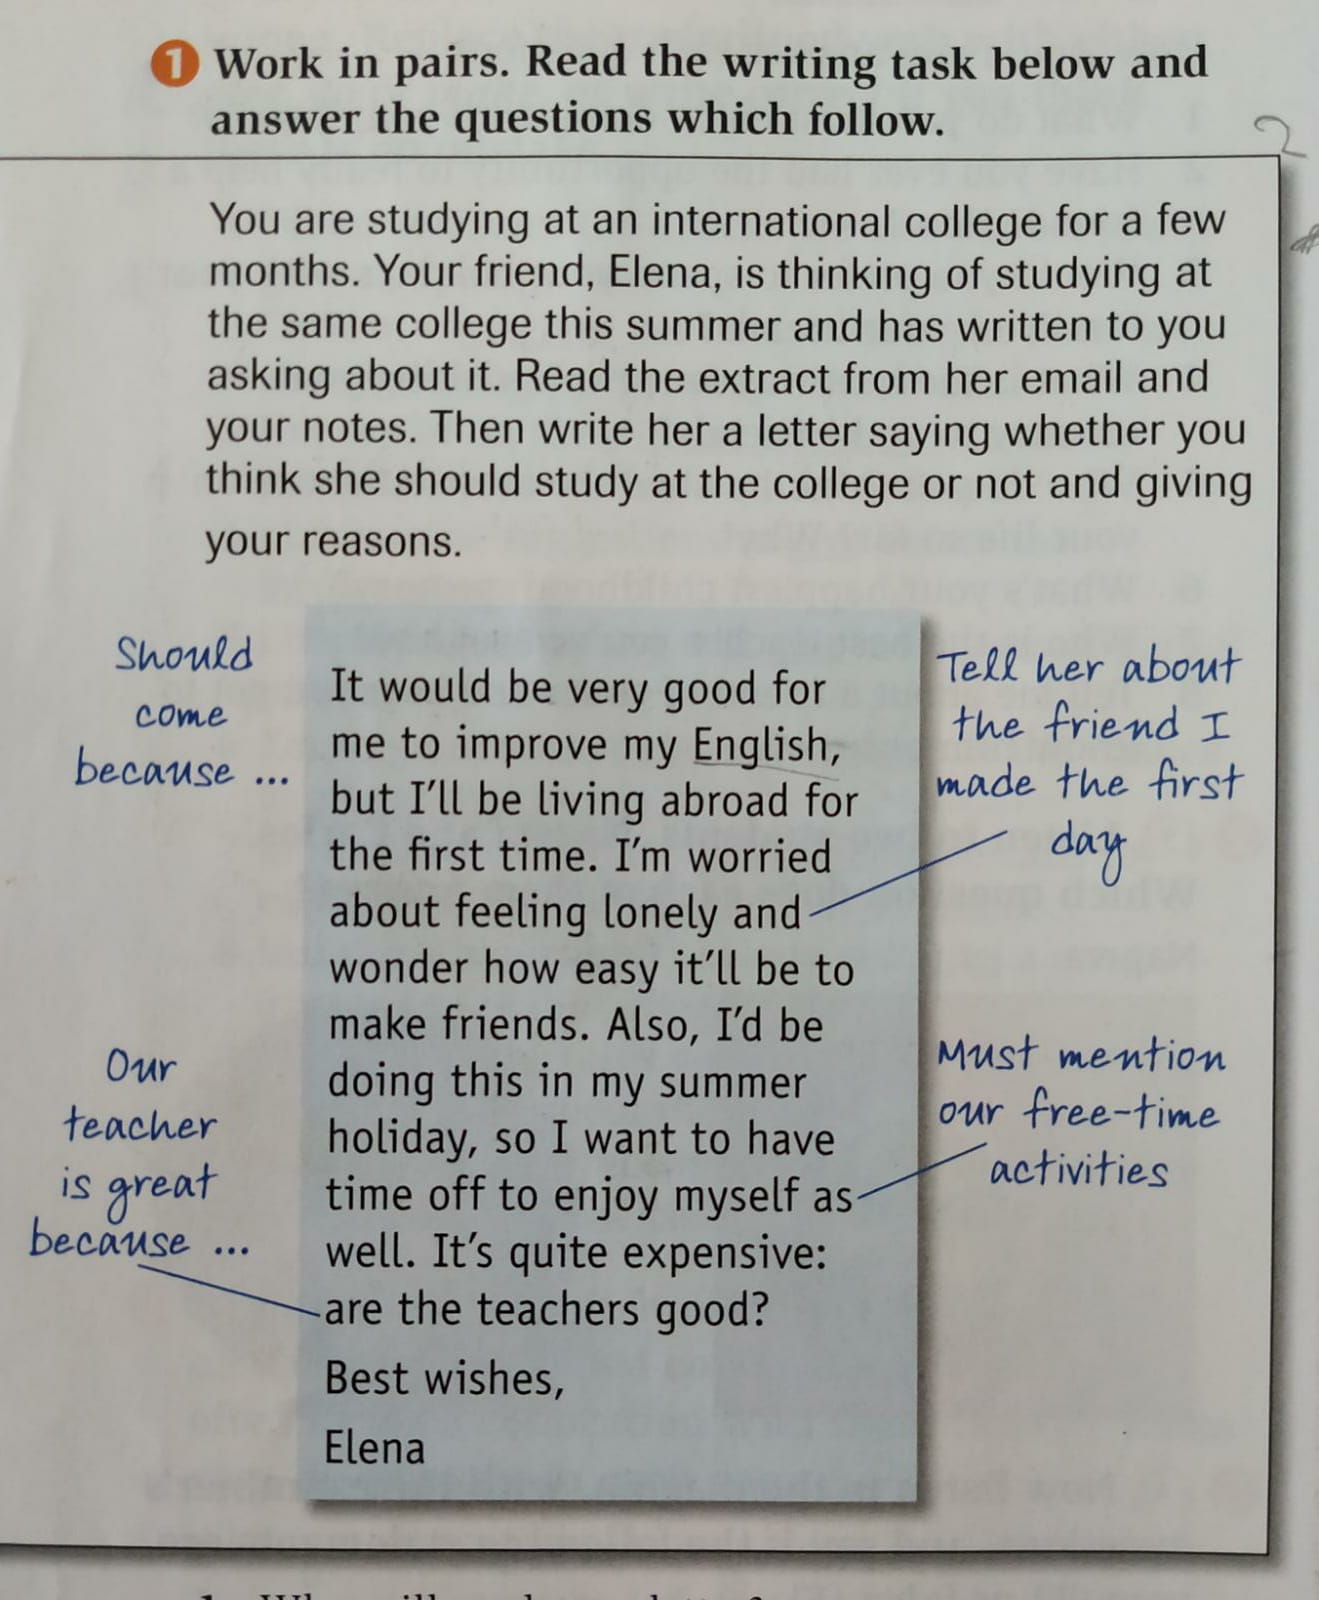 1 Work in pairs. Read the writing task below and
answer the questions which follow.
2
You are studying at an international college for a few
months. Your friend, Elena, is thinking of studying at
the same college this summer and has written to you
asking about it. Read the extract from her email and
your notes. Then write her a letter saying whether you
think she should study at the college or not and giving
your reasons.
Should
come
because ...
Our
teacher
is great
because ...
It would be very good for
me to improve my English,
but I'll be living abroad for
the first time. I'm worried
about feeling lonely and
wonder how easy it'll be to
make friends. Also, I'd be
doing this in my summer
holiday, so I want to have
time off to enjoy myself as
well. It's quite expensive:
are the teachers good?
Best wishes,
Elena
Tell her about
the friend I
made the first
day
Must mention
our free-time
activities